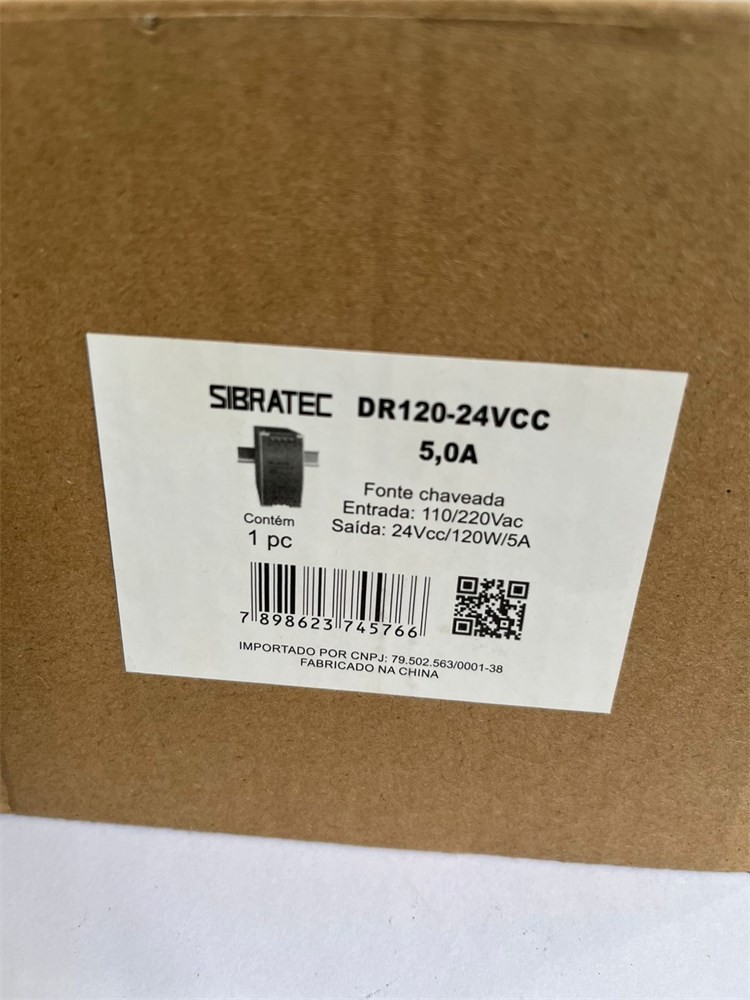 SIBRATEC DR120-24VCC
5,0A
Fonte chaveada
Entrada: 110/220Vac
Saída: 24Vcc/120W/5A
Contém
1 pc
7 898623 745766
IMPORTADO POR CNPJ: 79.502.563/0001-38
FABRICADO NA CHINA